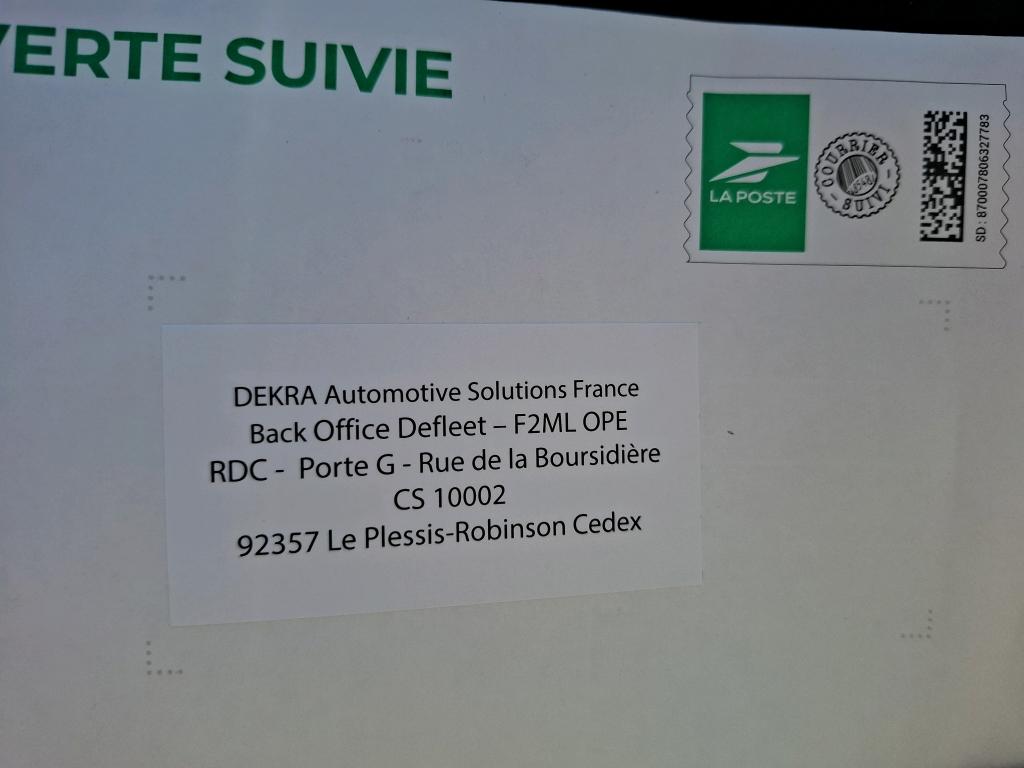 VERTE SUIVIE
LA POSTE
COURRIER
SUIVI
SD : 870007806327783
DEKRA Automotive Solutions France
Back Office Defleet – F2ML OPE
RDC - Porte G - Rue de la Boursidière
CS 10002
92357 Le Plessis-Robinson Cedex